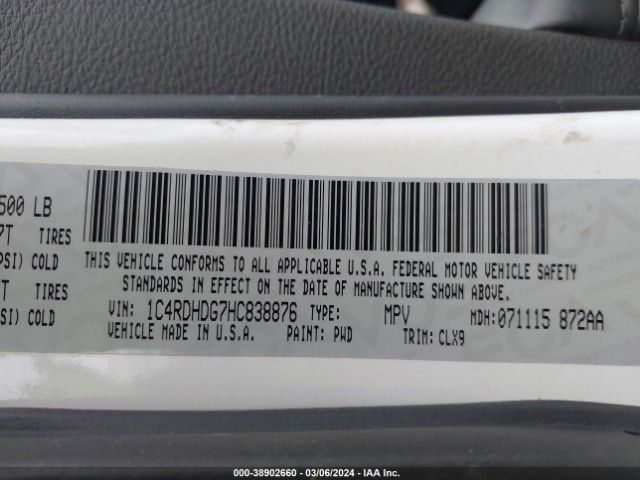 500 LB
7T TIRES
PSI) COLD
T TIRES
SI) COLD
THIS VEHICLE CONFORMS TO ALL APPLICABLE U.S.A. FEDERAL MOTOR VEHICLE SAFETY
STANDARDS IN EFFECT ON THE DATE OF MANUFACTURE SHOWN ABOVE.
VIN: 1C4RDHDG7HC838876 TYPE: MPV MDH:071115 872AA
VEHICLE MADE IN U.S.A. PAINT: PWD TRIM: CLX9
000-38902660 — 03/06/2024 — IAA Inc.